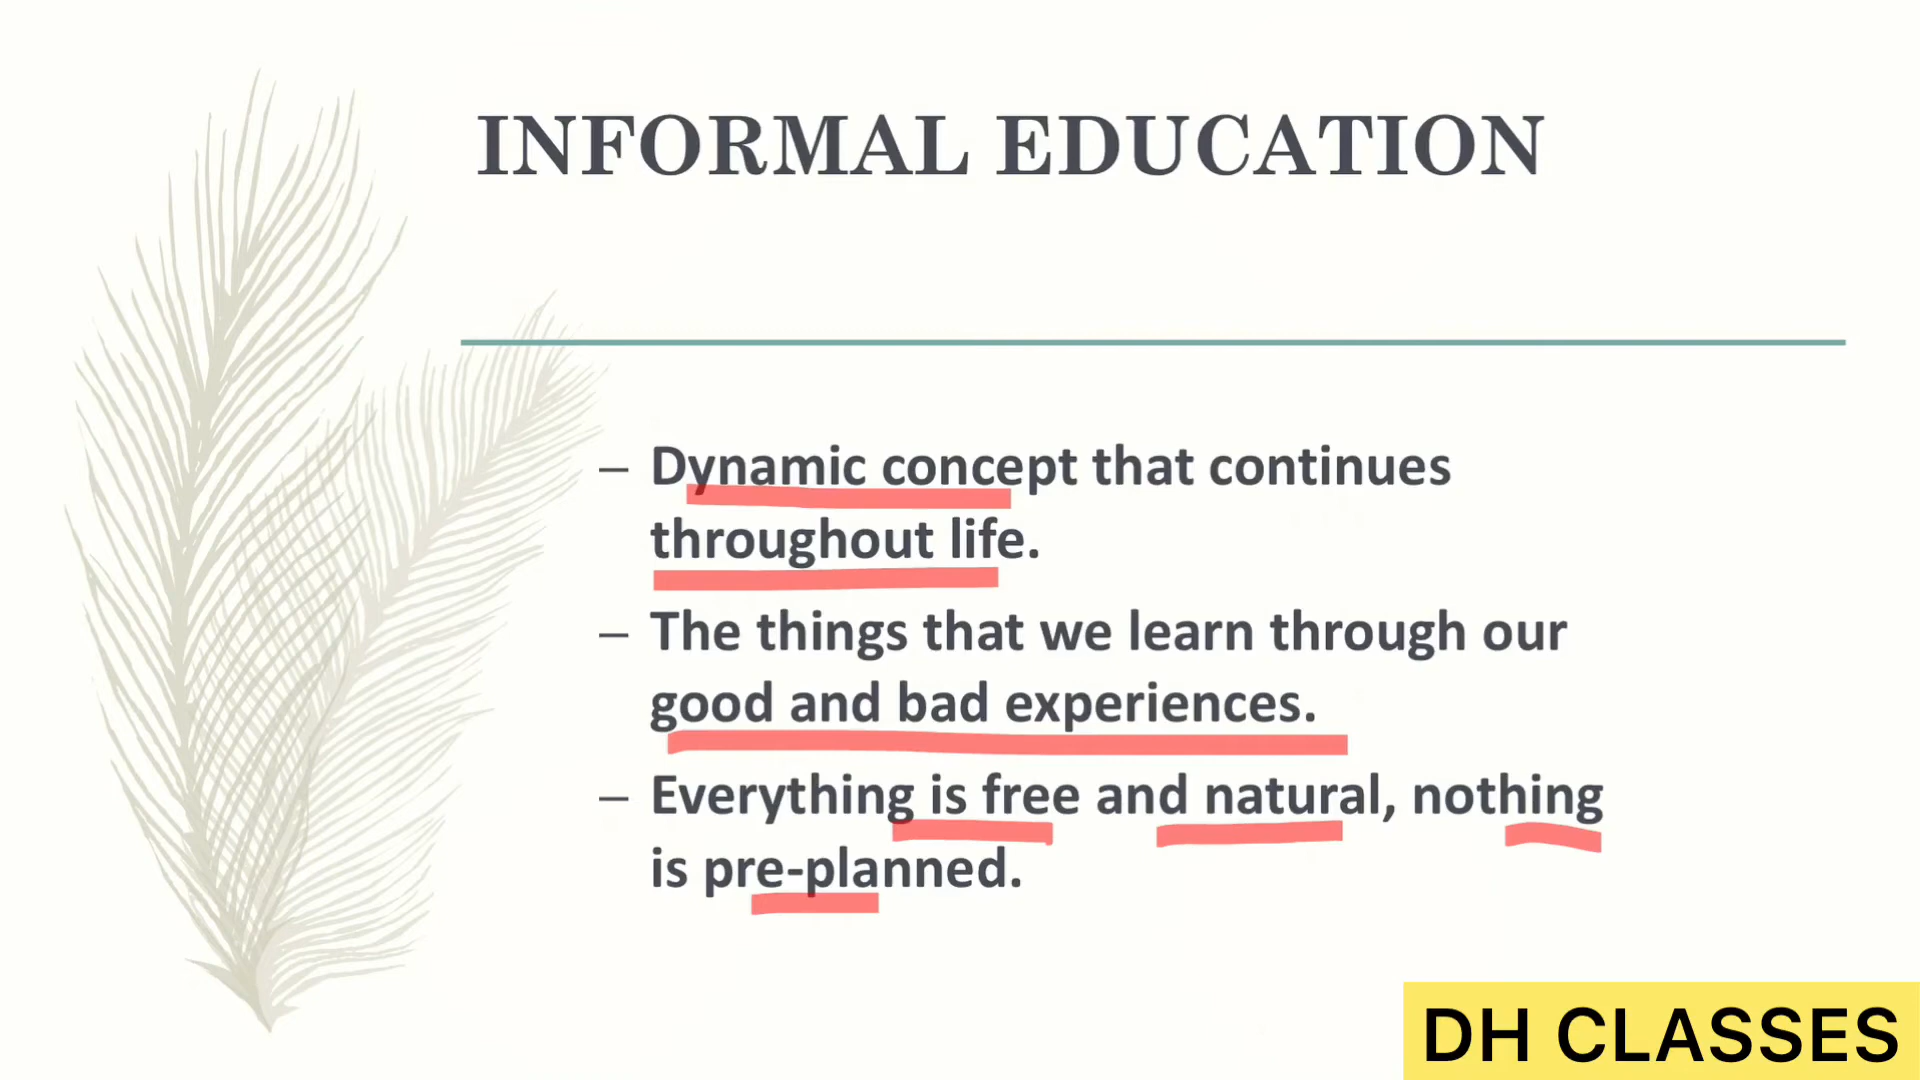 INFORMAL EDUCATION
– Dynamic concept that continues
throughout life.
– The things that we learn through our
good and bad experiences.
– Everything is free and natural, nothing
is pre-planned.
DH CLASSES